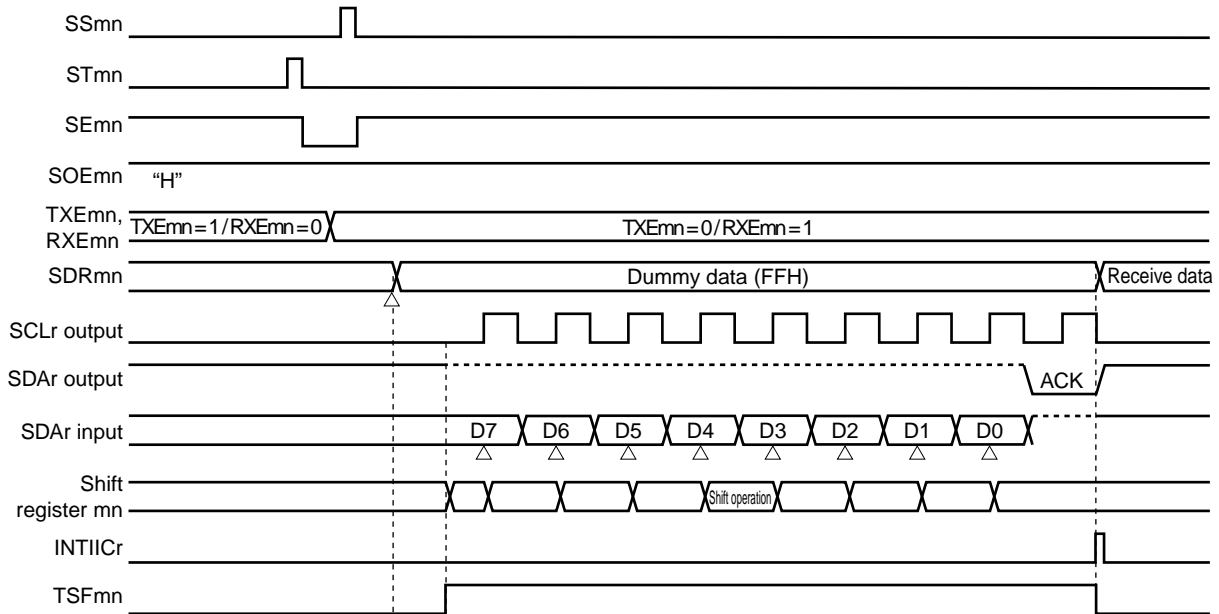 SSmn
STmn
SEmn
SOEmn “H”
TXEmn,
RXEmn
TXEmn=1/RXEmn=0 TXEmn=0/RXEmn=1
SDRmn Dummy data (FFH) Receive data
SCLr output
SDAr output ACK
SDAr input D7 D6 D5 D4 D3 D2 D1 D0
Shift
register mn
Shift operation
INTIICr
TSFmn